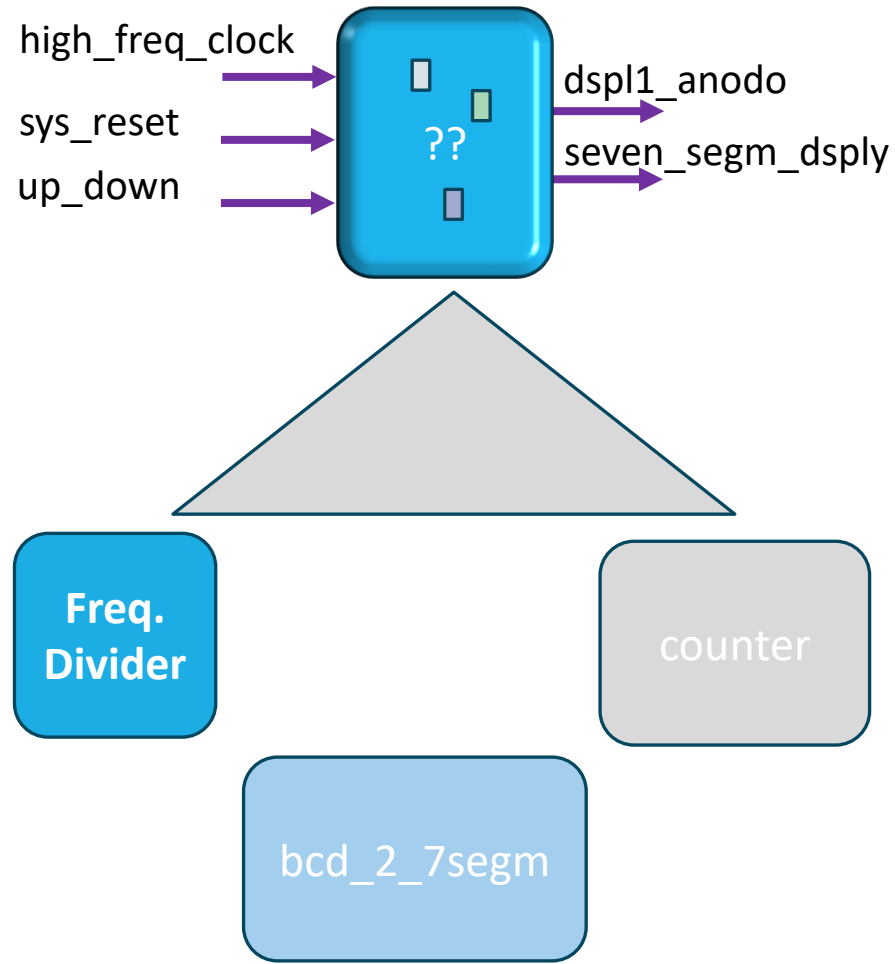 high_freq_clock
sys_reset
up_down
??
dspl1_anodo
seven_segm_dsply
Freq.
Divider
counter
bcd_2_7segm